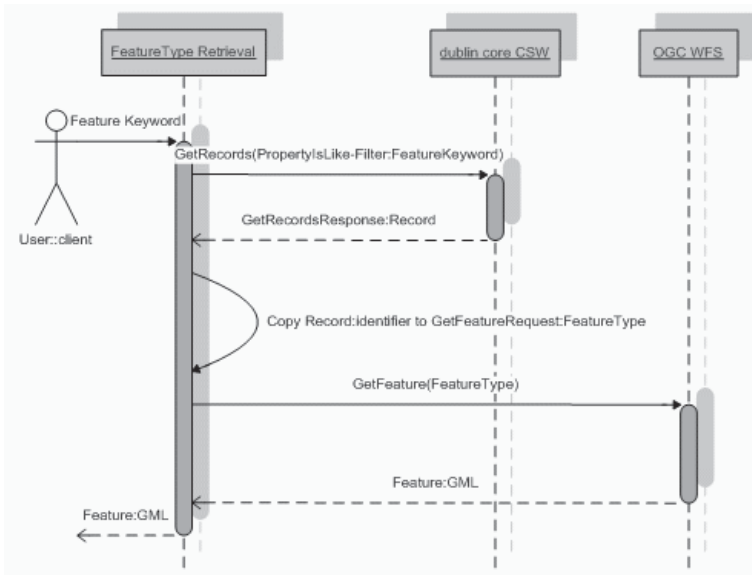 FeatureType Retrieval
dublin core CSW
OGC WFS
Feature Keyword
GetRecords(PropertyIsLike-Filter:FeatureKeyword)
GetRecordsResponse:Record
User::client
Copy Record:identifier to GetFeatureRequest:FeatureType
GetFeature(FeatureType)
Feature:GML
Feature:GML